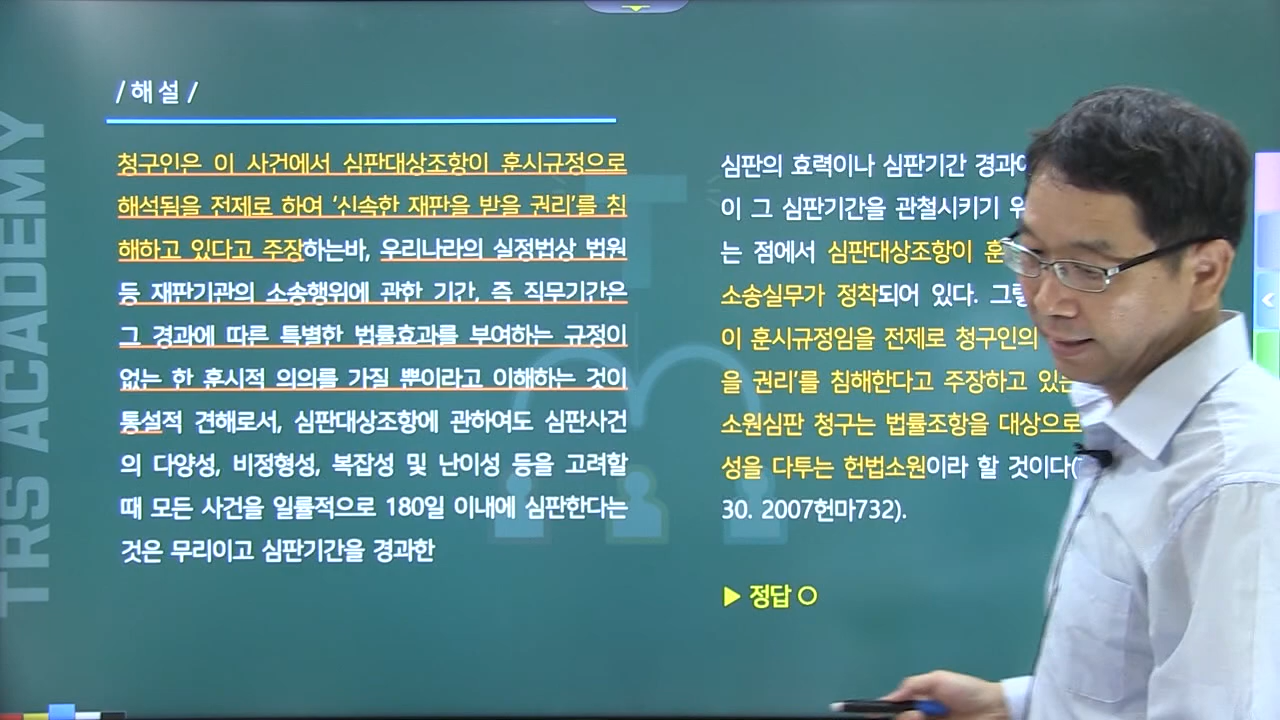 / 해 설 /
청구인은 이 사건에서 심판대상조항이 훈시규정으로
해석됨을 전제로 하여 ‘신속한 재판을 받을 권리’를 침
해하고 있다고 주장하는바, 우리나라의 실정법상 법원
등 재판기관의 소송행위에 관한 기간, 즉 직무기간은
그 경과에 따른 특별한 법률효과를 부여하는 규정이
없는 한 훈시적 의의를 가질 뿐이라고 이해하는 것이
통설적 견해로서, 심판대상조항에 관하여도 심판사건
의 다양성, 비정형성, 복잡성 및 난이성 등을 고려할
때 모든 사건을 일률적으로 180일 이내에 심판한다는
것은 무리이고 심판기간을 경과한
심판의 효력이나 심판기간
이 그 심판기간을 관철시키기
는 점에서 심판대상조항이
소송실무가 정착되어 있다.
이 훈시규정임을 전제로 청구인의
을 권리’를 침해한다고 주장하고
소원심판 청구는 법률조항을 대상으로
성을 다투는 헌법소원이라 할 것이다(
30. 2007헌마732).
▶ 정답 ○
TRS ACADEMY